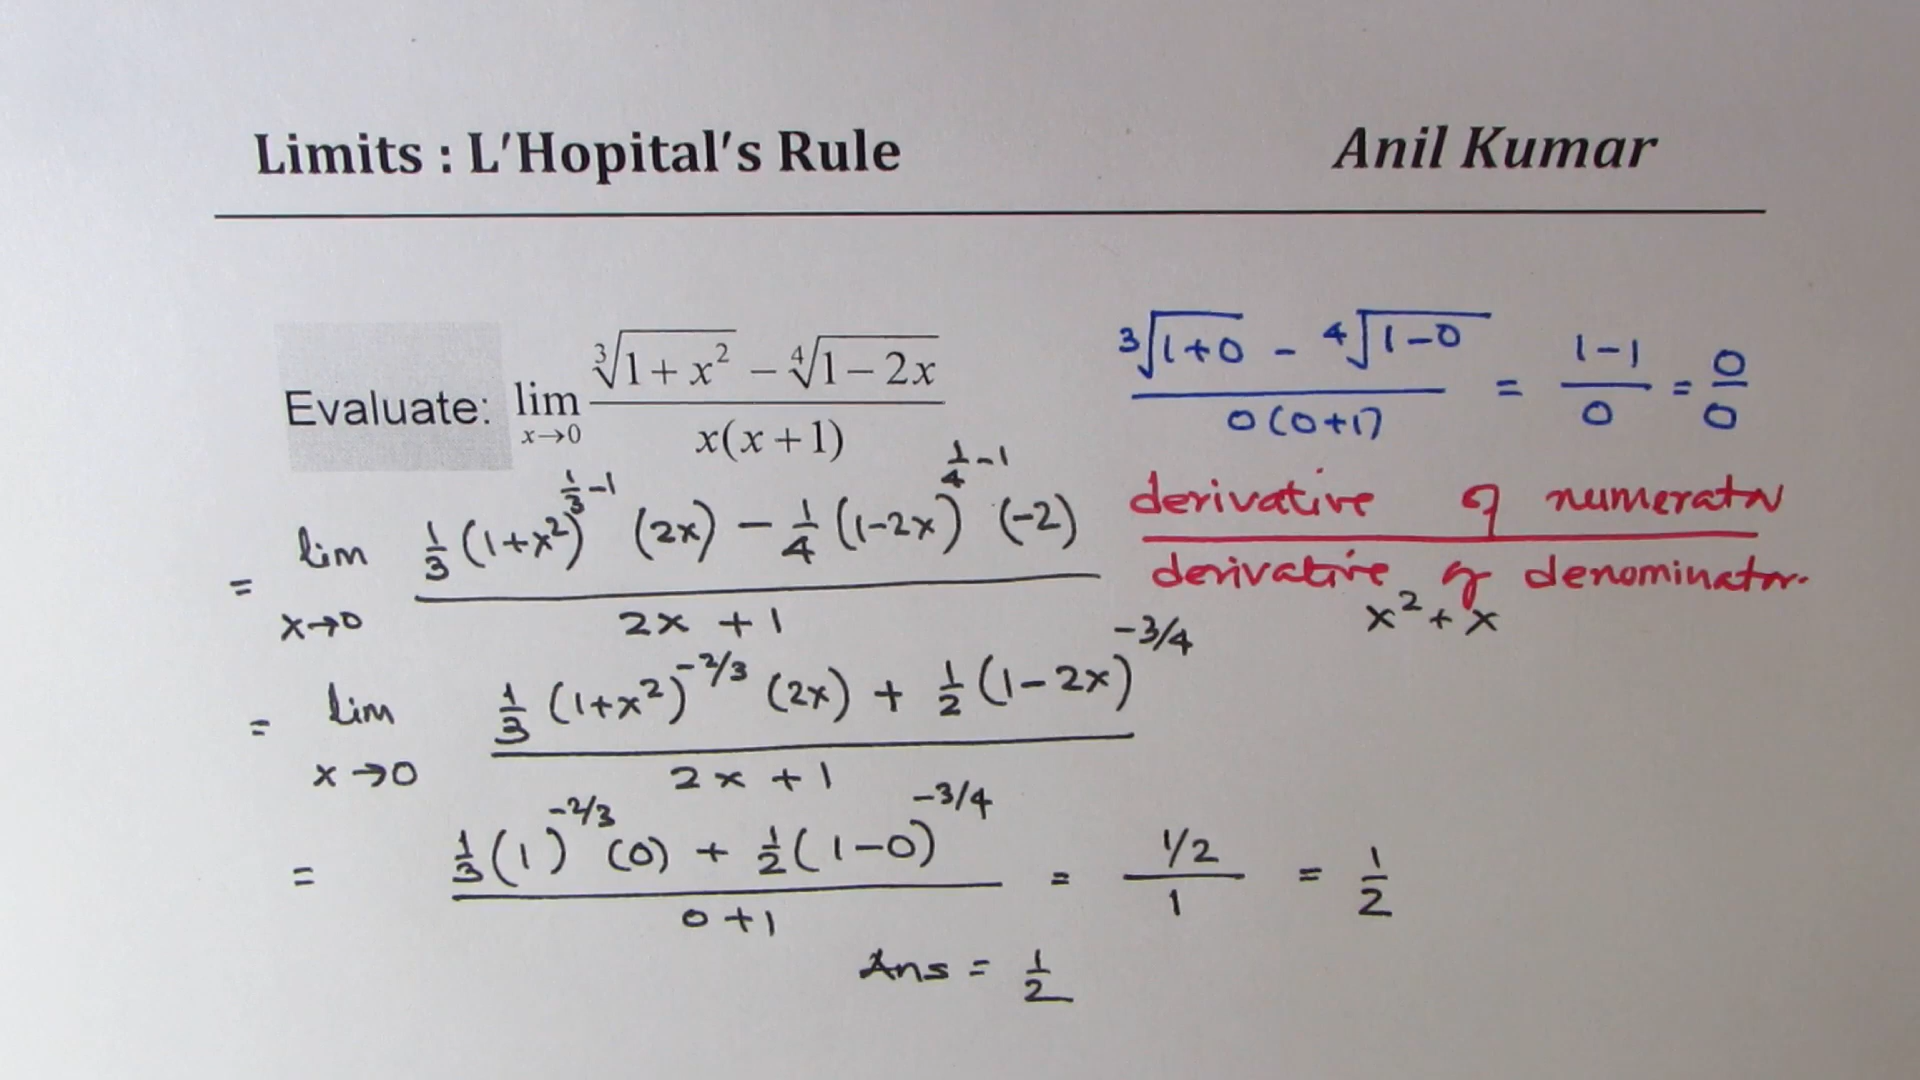 Limits : L'Hopital's Rule Anil Kumar
Evaluate: lim x→0 (∛(1 + x²) − ∜(1 − 2x)) / (x(x + 1))
(∛(1+0) - ∜(1-0)) / (0(0+1)) = (1-1)/0 = 0/0
derivative of numerator
derivative of denominator.
x² + x
= lim x→0 (1/3 (1+x²)^(1/3 -1) (2x) - 1/4 (1-2x)^(1/4 -1) (-2)) / (2x + 1)
= lim x→0 (1/3 (1+x²)^(-2/3) (2x) + 1/2 (1-2x)^(-3/4)) / (2x + 1)
= (1/3 (1)^(-2/3) (0) + 1/2 (1-0)^(-3/4)) / (0+1) = (1/2)/1 = 1/2
Ans = 1/2